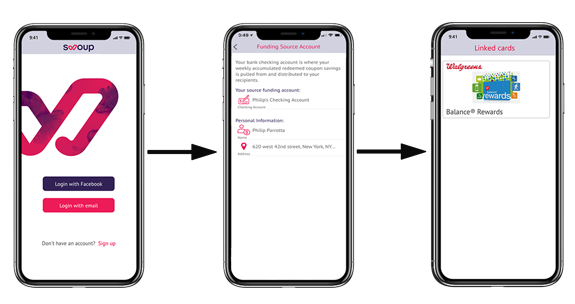 9:41
swoup
Login with Facebook
Login with email
Don't have an account? Sign up
3:48
Funding Source Account
Your bank checking account is where your
weekly accumulated redeemed coupon savings
is pulled from and distributed to your
recipients.
Your source funding account:
Philip's Checking Account
Checking Account
Personal Information:
Philip Parrotta
Name
620 west 42nd street, New York, NY...
Address
9:41
Linked cards
Walgreens
Balance
rewards
Balance® Rewards